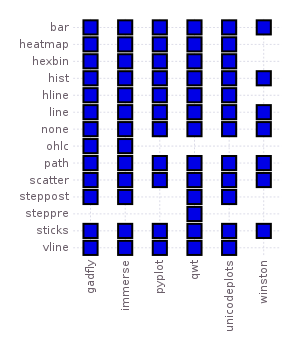 bar
heatmap
hexbin
hist
hline
line
none
ohlc
path
scatter
steppost
steppre
sticks
vline
gadfly
immerse
pyplot
qwt
unicodeplots
winston